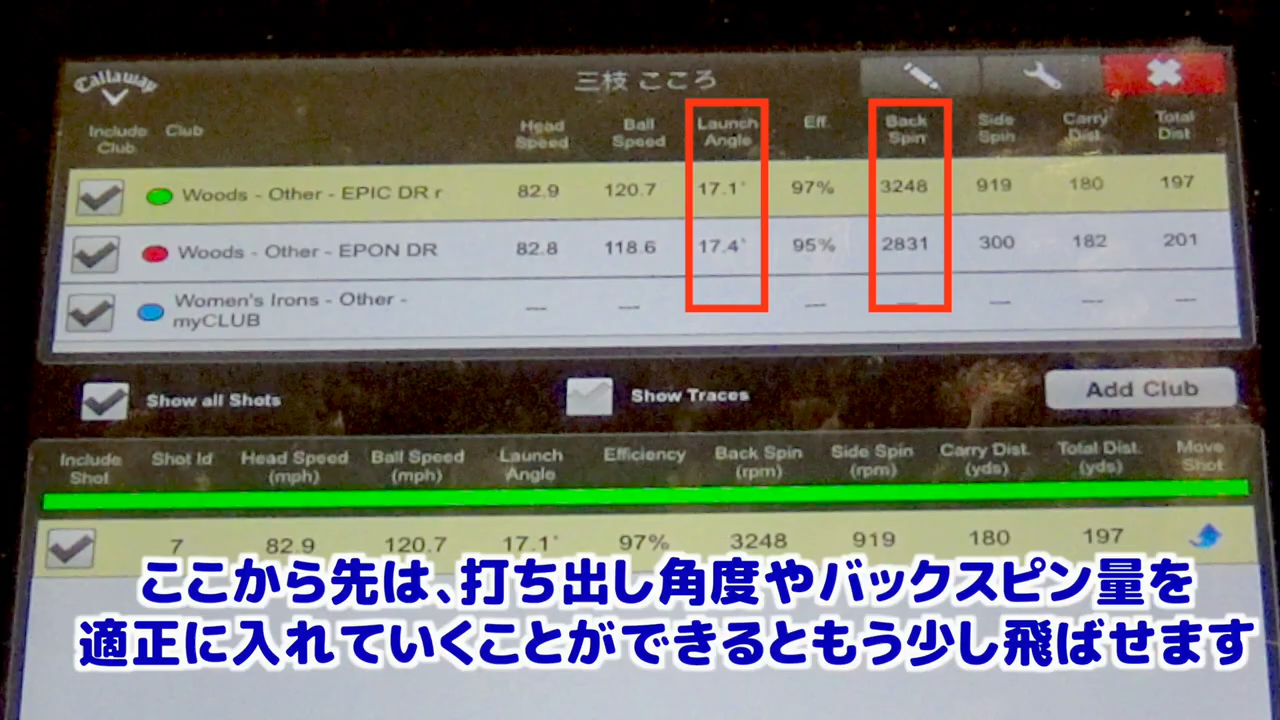 Callaway
三枝 こころ
Include Club Club Head Speed Ball Speed Launch Angle Eff. Back Spin Side Spin Carry Dist. Total Dist
Woods - Other - EPIC DR r 82.9 120.7 17.1° 97% 3248 919 180 197
Woods - Other - EPON DR 82.8 118.6 17.4° 95% 2831 300 182 201
Women's Irons - Other - myCLUB --- --- --- --- --- --- ---
Show all Shots Show Traces Add Club
Include Shot Shot Id Head Speed (mph) Ball Speed (mph) Launch Angle Efficiency Back Spin (rpm) Side Spin (rpm) Carry Dist. (yds) Total Dist. (yds) Move Shot
7 82.9 120.7 17.1° 97% 3248 919 180 197
ここから先は、打ち出し角度やバックスピン量を
適正に入れていくことができるともう少し飛ばせます